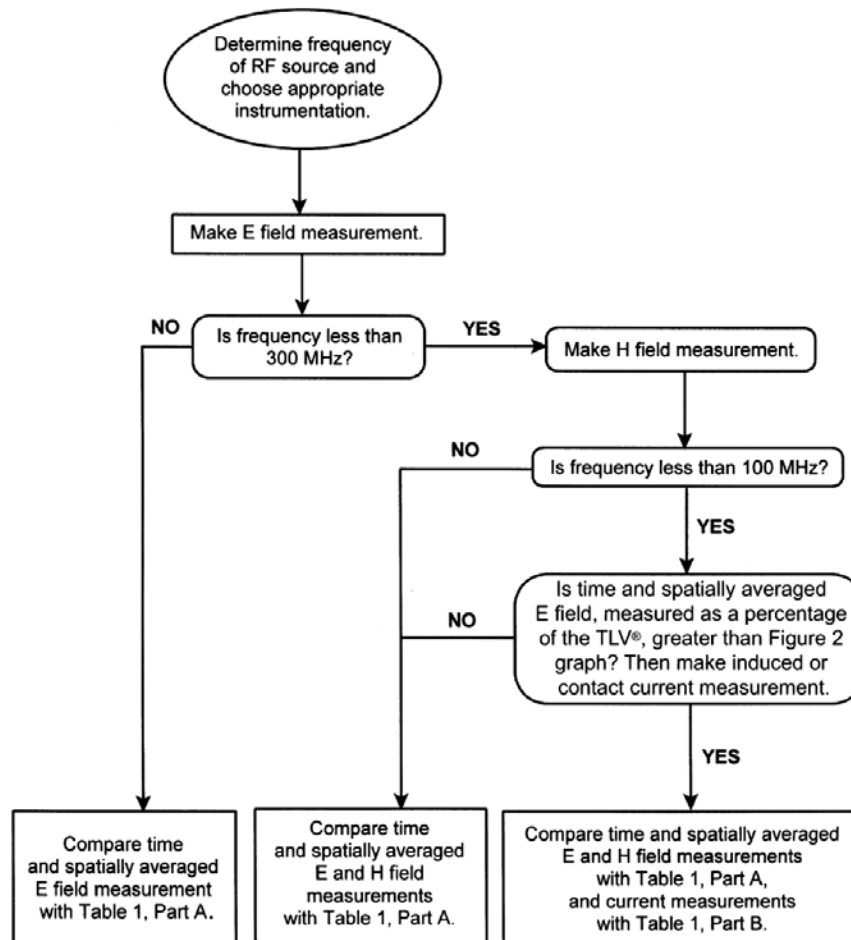 Determine frequency
of RF source and
choose appropriate
instrumentation.
Make E field measurement.
NO
Is frequency less than
300 MHz?
YES
Make H field measurement.
NO
Is frequency less than 100 MHz?
YES
Is time and spatially averaged
E field, measured as a percentage
of the TLV®, greater than Figure 2
graph? Then make induced or
contact current measurement.
NO
YES
Compare time
and spatially averaged
E field measurement
with Table 1, Part A.
Compare time
and spatially averaged
E and H field
measurements
with Table 1, Part A.
Compare time and spatially averaged
E and H field measurements
with Table 1, Part A,
and current measurements
with Table 1, Part B.